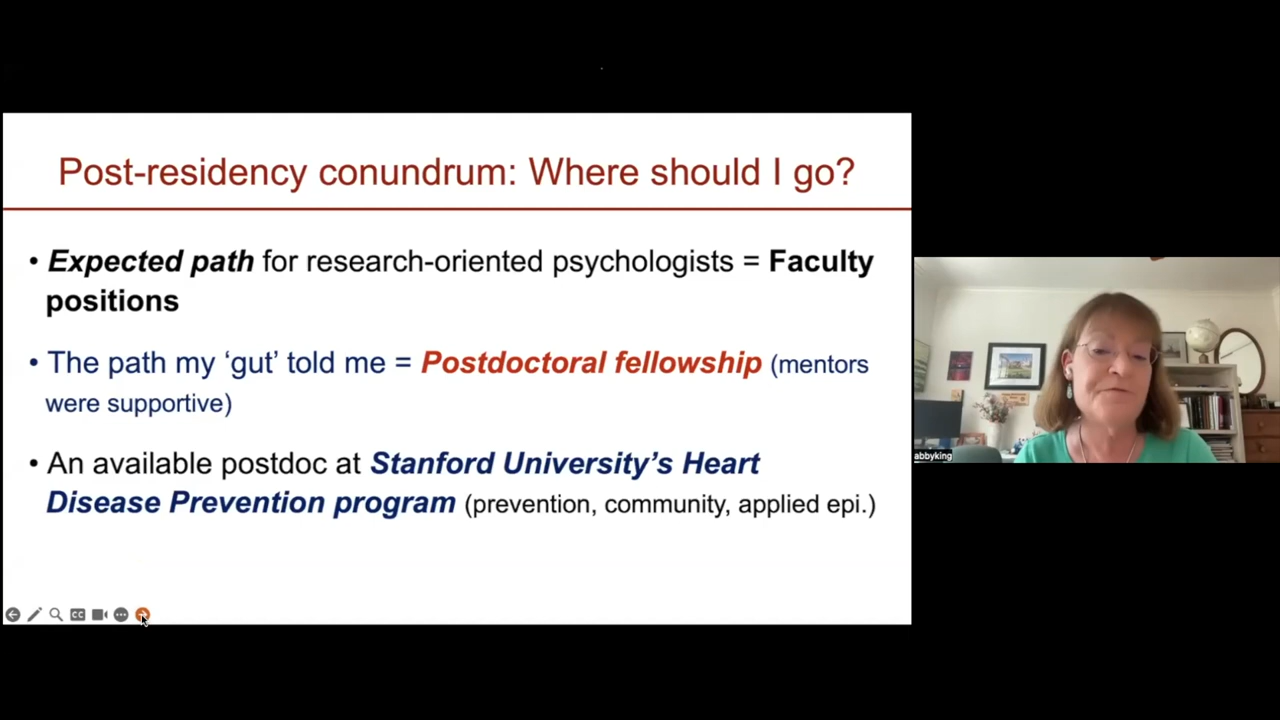 Post-residency conundrum: Where should I go?
• Expected path for research-oriented psychologists = Faculty
positions
• The path my ‘gut’ told me = Postdoctoral fellowship (mentors
were supportive)
• An available postdoc at Stanford University’s Heart
Disease Prevention program (prevention, community, applied epi.)
CC
abbyking